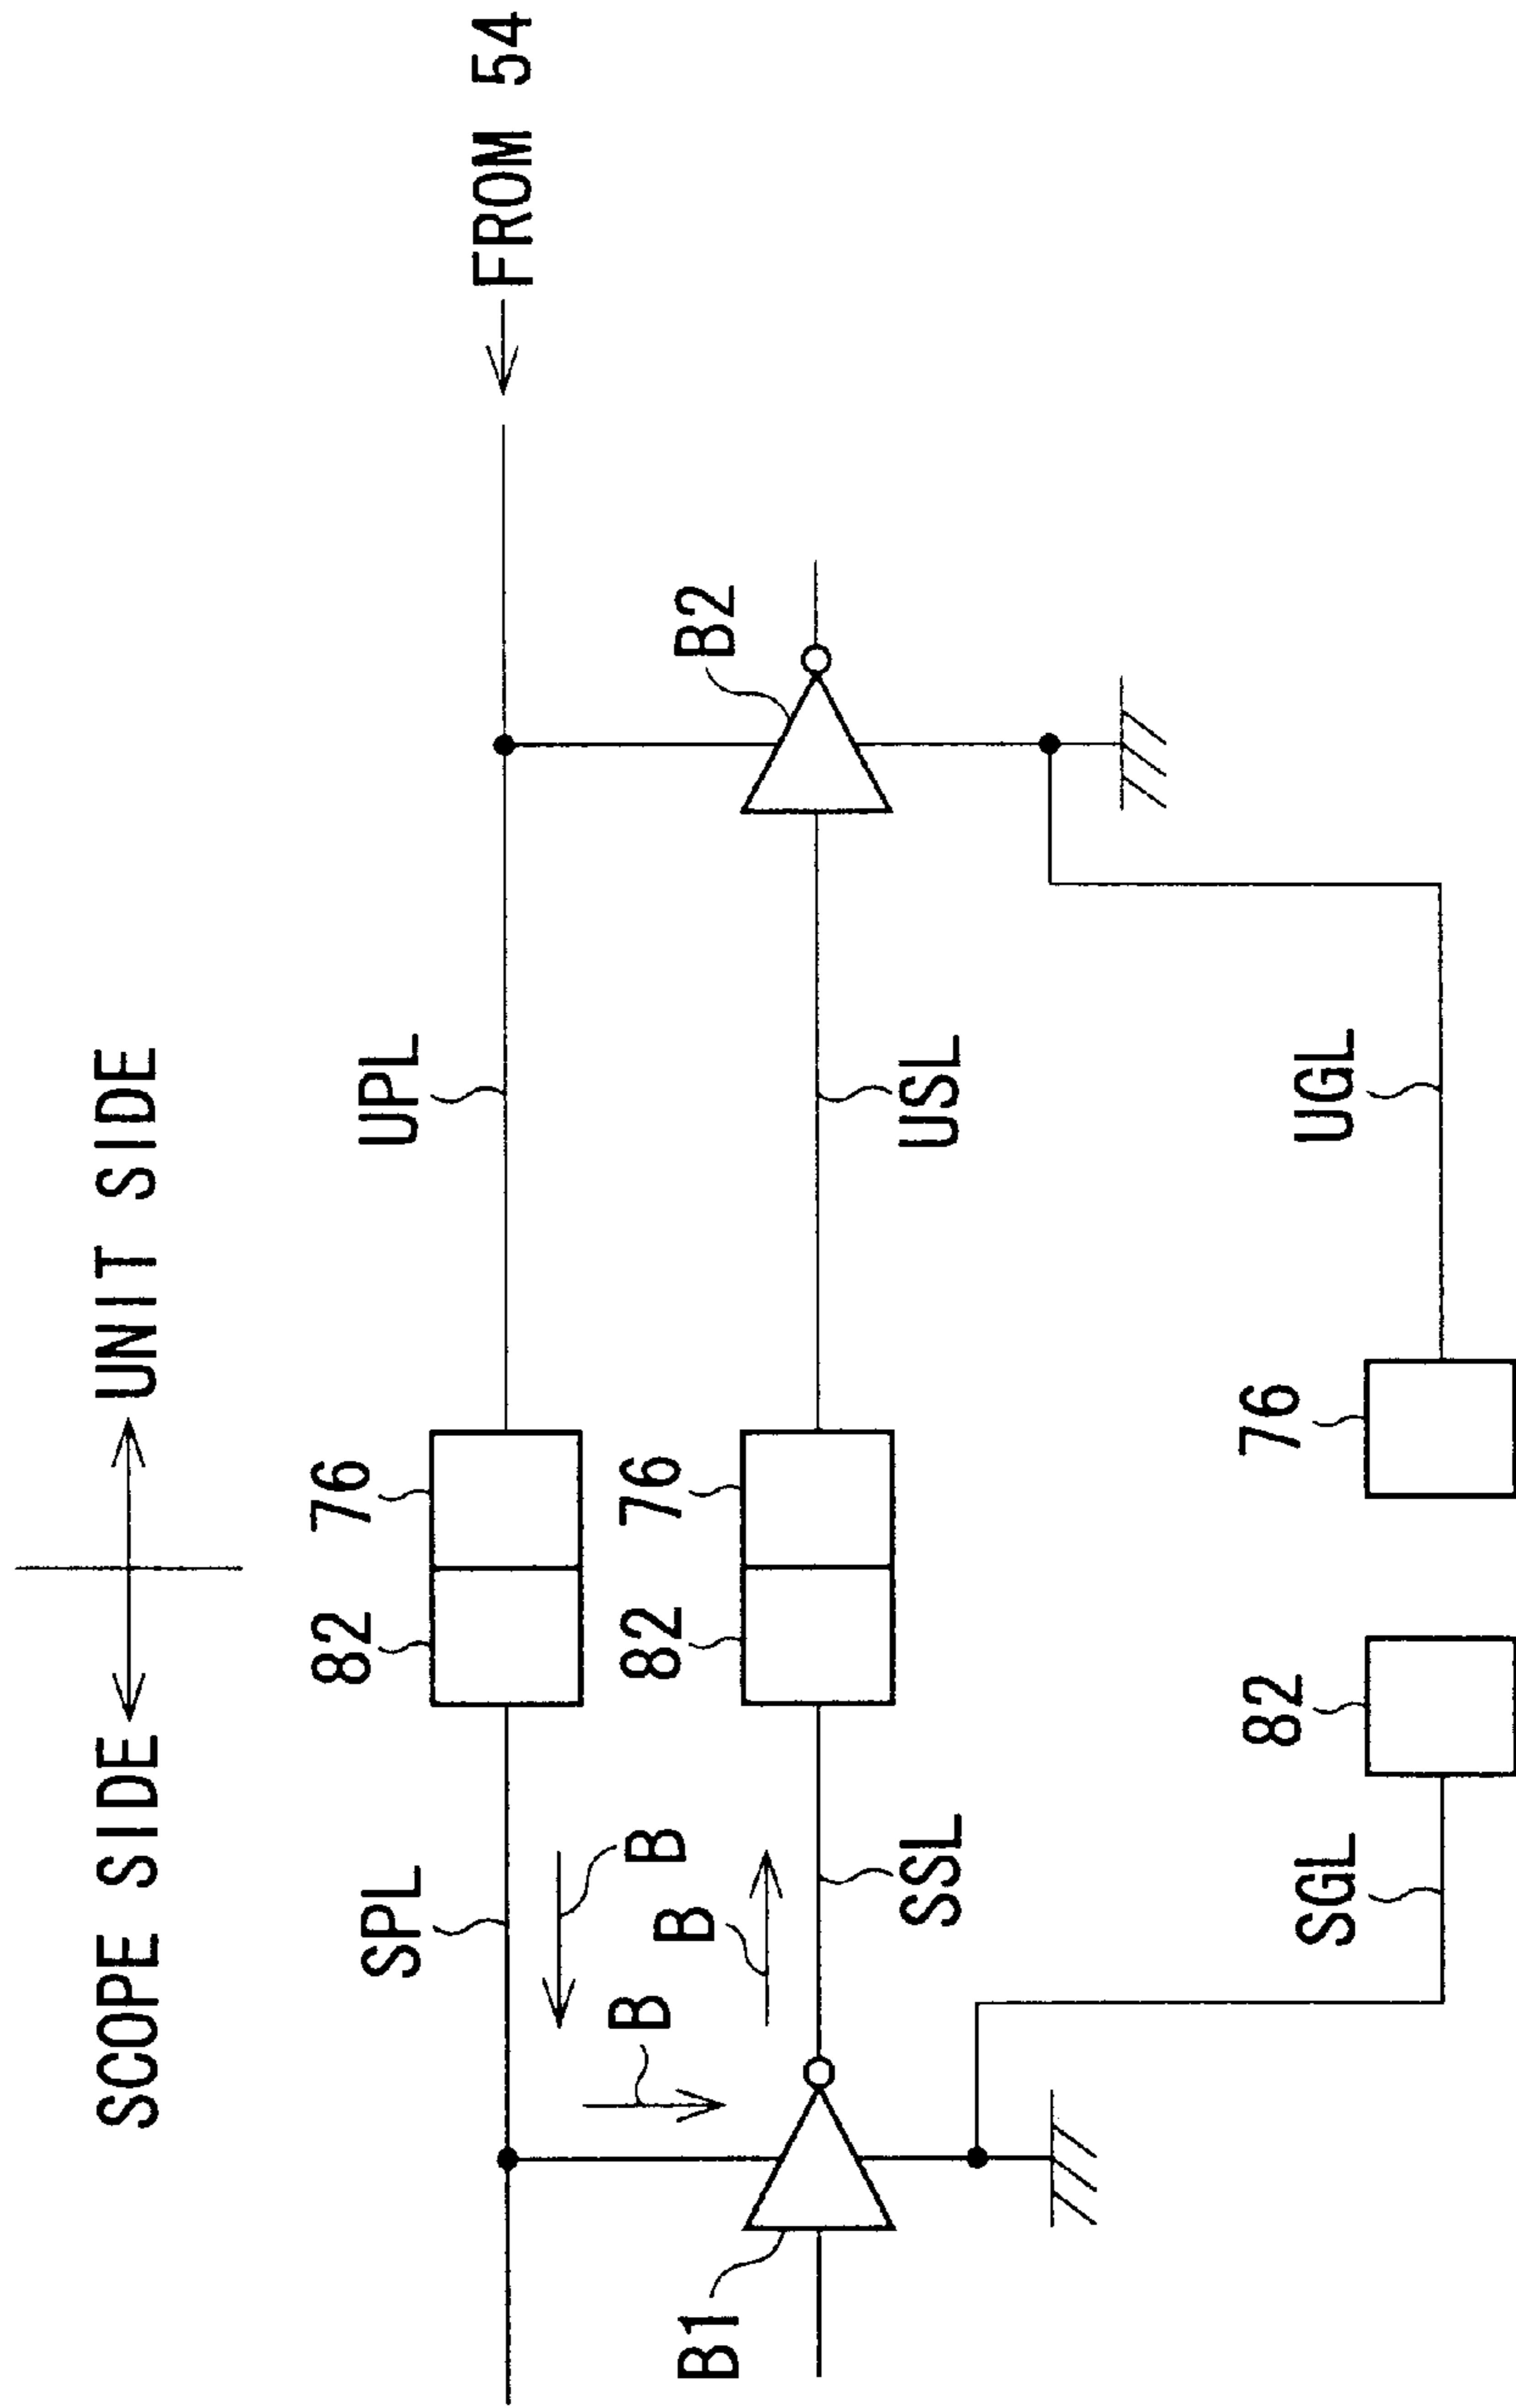 SCOPE SIDE
UNIT SIDE
82
76
SPL
UPL
FROM 54
B
B
B
82
76
B1
B2
SSL
USL
82
76
SGL
UGL